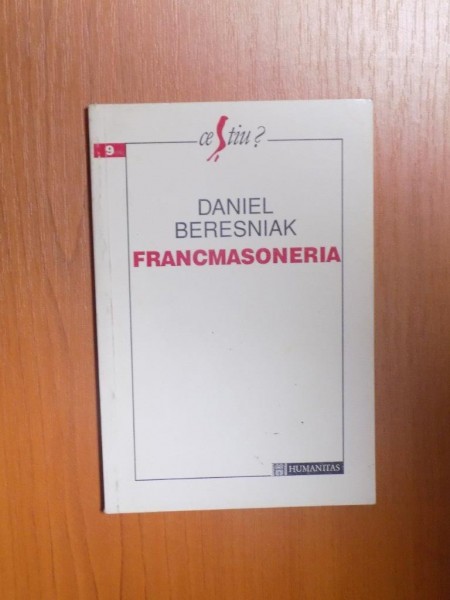 ce Știu?
9
DANIEL
BERESNIAK
FRANCMASONERIA
HUMANITAS